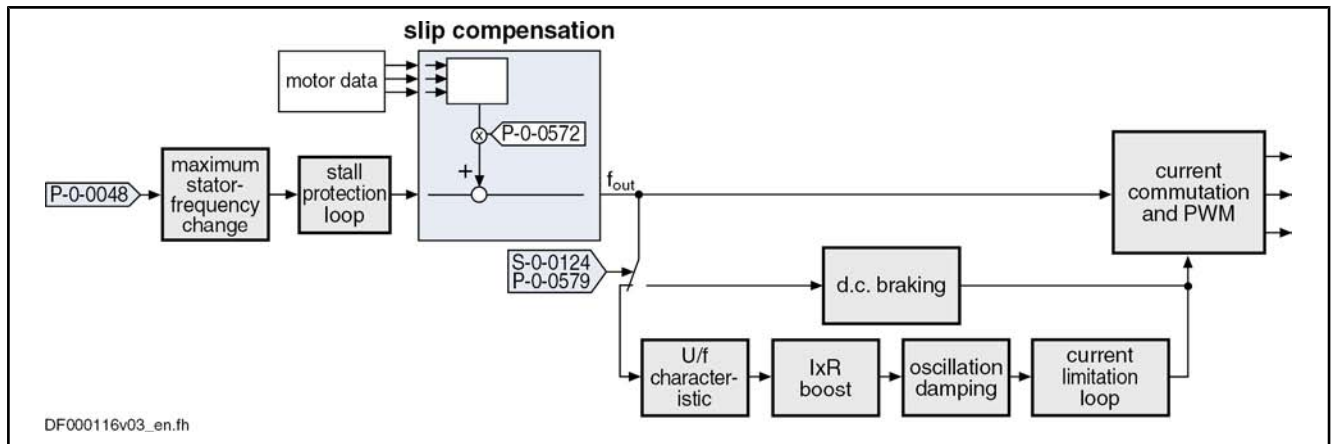 slip compensation
motor data
P-0-0572
x
+
P-0-0048
maximum
stator-
frequency
change
stall
protection
loop
fout
current
commutation
and PWM
S-0-0124
P-0-0579
d.c. braking
U/f
character-
istic
IxR
boost
oscillation
damping
current
limitation
loop
DF000116v03_en.fh